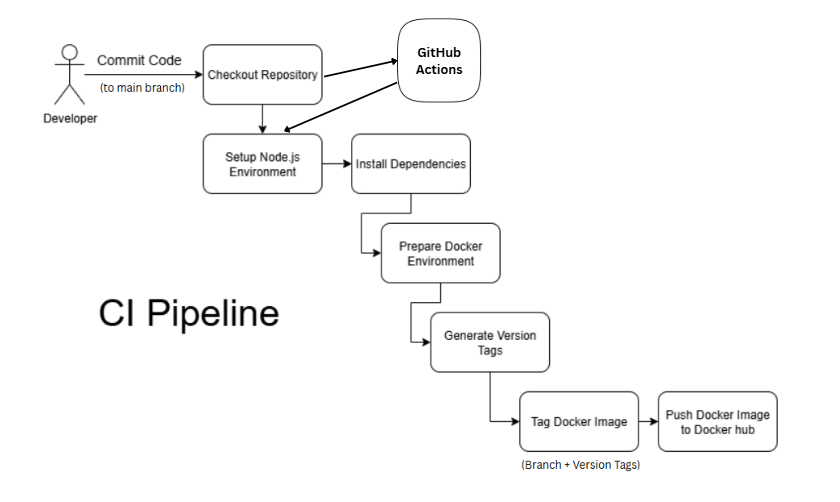 Commit Code
(to main branch)
Developer
Checkout Repository
GitHub
Actions
Setup Node.js
Environment
Install Dependencies
Prepare Docker
Environment
CI Pipeline
Generate Version
Tags
Tag Docker Image
(Branch + Version Tags)
Push Docker Image
to Docker hub